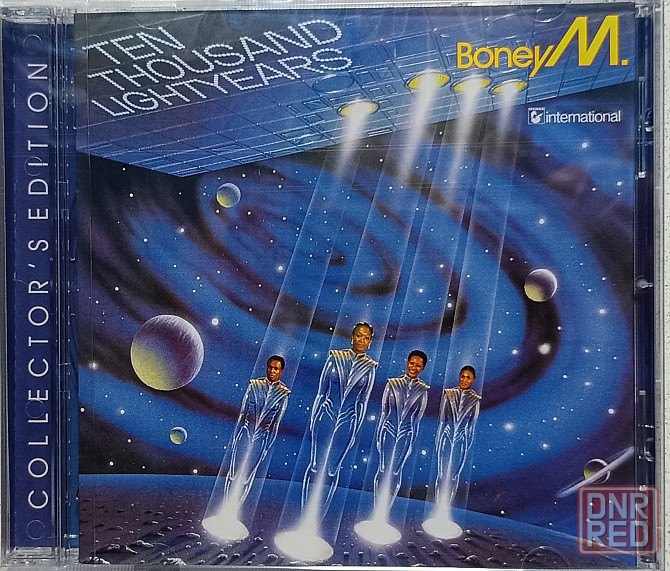 COLLECTOR'S EDITION
TEN
THOUSAND
LIGHTYEARS
Boney M.
international
DNR
RED